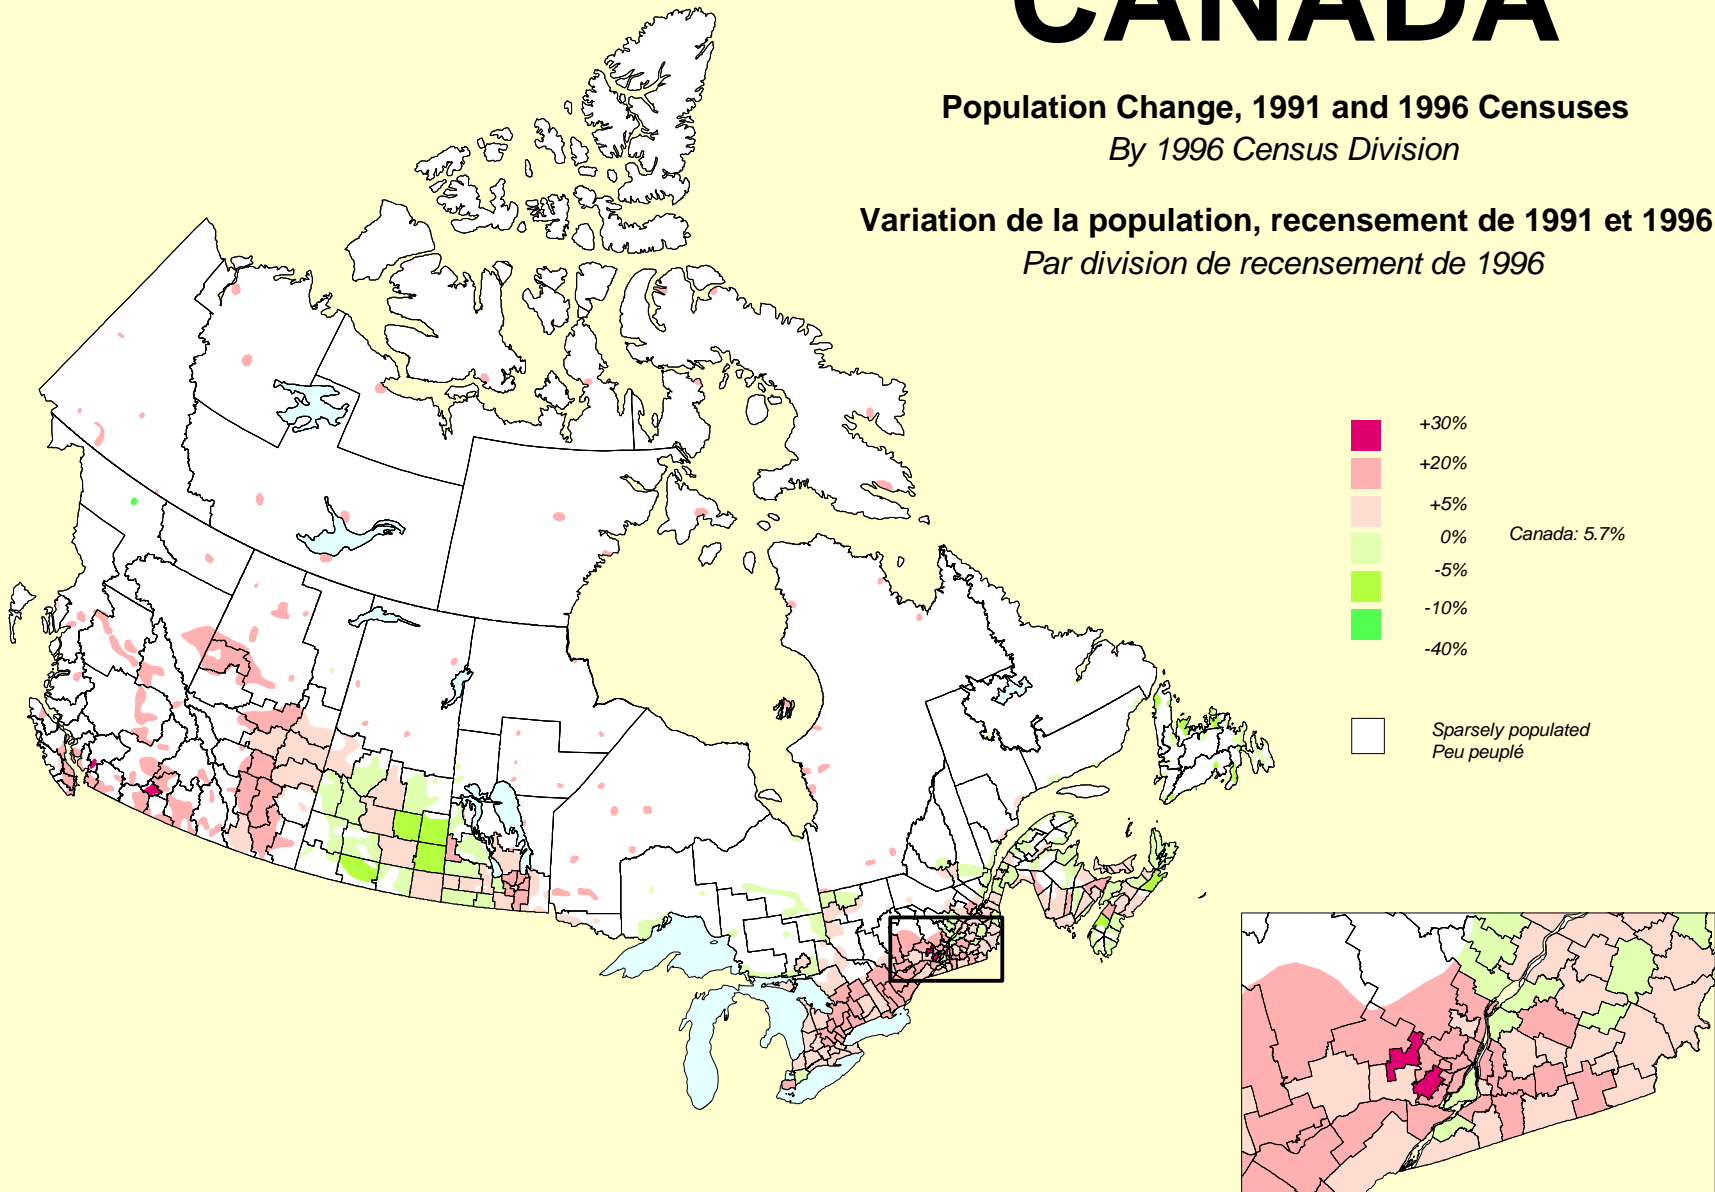 CANADA
Population Change, 1991 and 1996 Censuses
By 1996 Census Division
Variation de la population, recensement de 1991 et 1996
Par division de recensement de 1996
+30%
+20%
+5%
0%
Canada: 5.7%
-5%
-10%
-40%
Sparsely populated
Peu peuplé